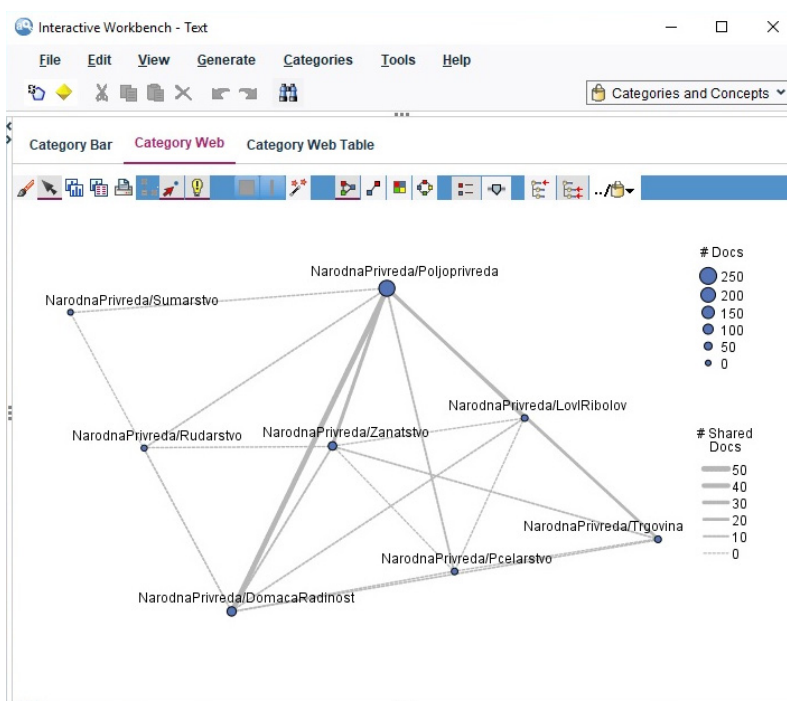 Interactive Workbench - Text
File Edit View Generate Categories Tools Help
Categories and Concepts
Category Bar Category Web Category Web Table
../
NarodnaPrivreda/Poljoprivreda
NarodnaPrivreda/Sumarstvo
NarodnaPrivreda/LovIRibolov
NarodnaPrivreda/Rudarstvo
NarodnaPrivreda/Zanatstvo
NarodnaPrivreda/Trgovina
NarodnaPrivreda/Pcelarstvo
NarodnaPrivreda/DomacaRadinost
# Docs
250
200
150
100
50
0
# Shared
Docs
50
40
30
20
10
0